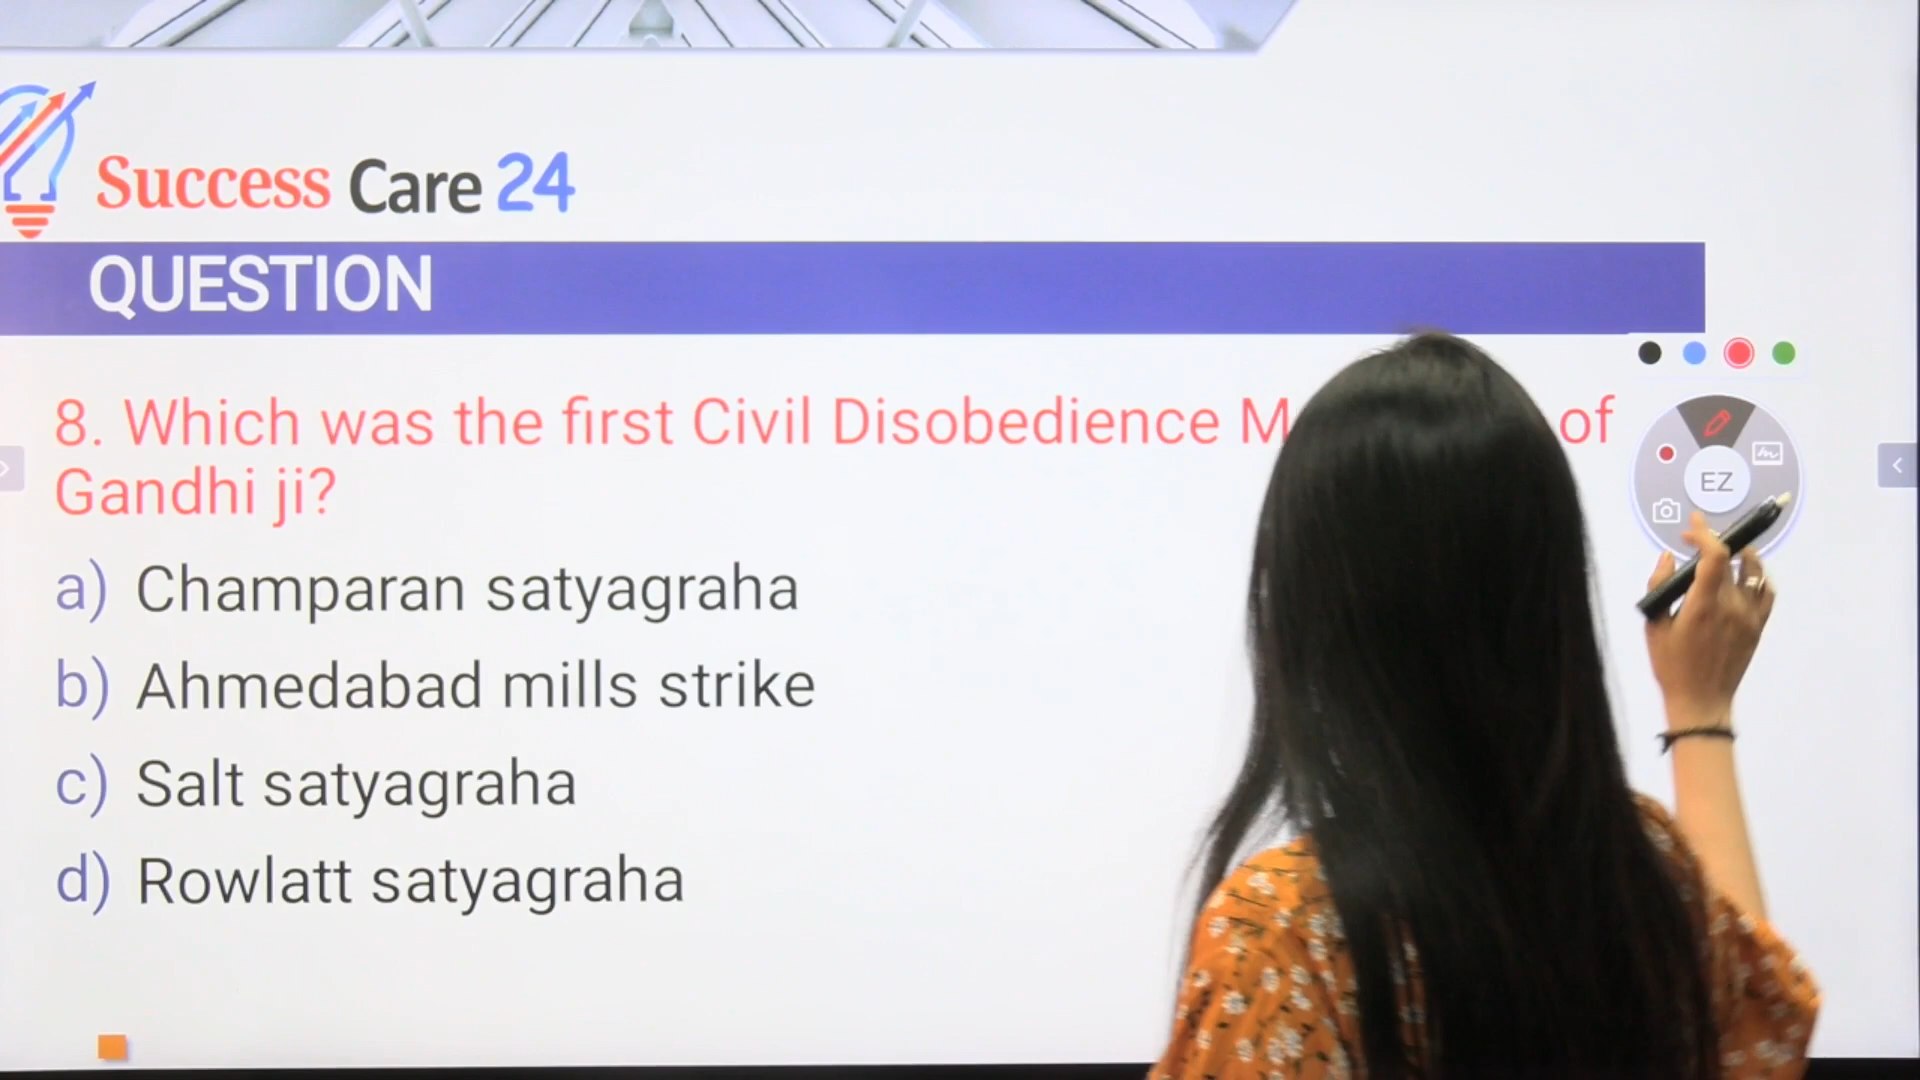 Success Care 24
QUESTION
8. Which was the first Civil Disobedience of
Gandhi ji?
EZ
a) Champaran satyagraha
b) Ahmedabad mills strike
c) Salt satyagraha
d) Rowlatt satyagraha